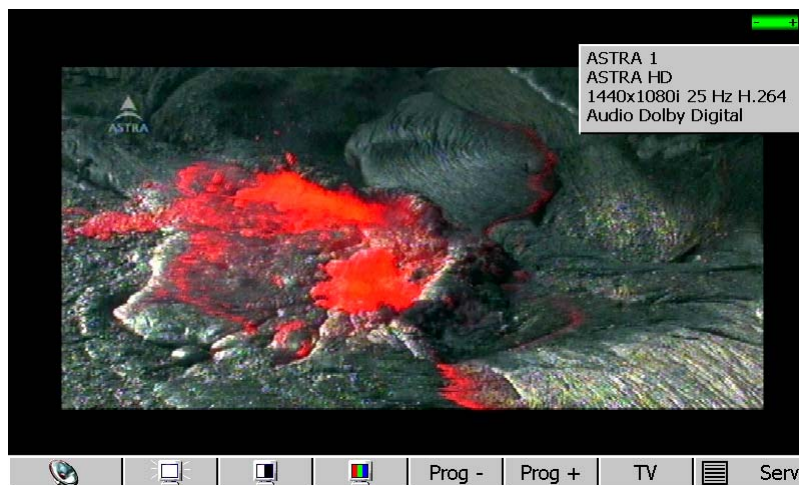 - +
ASTRA 1
ASTRA HD
1440x1080i 25 Hz H.264
Audio Dolby Digital
ASTRA
Prog -
Prog +
TV
Serv